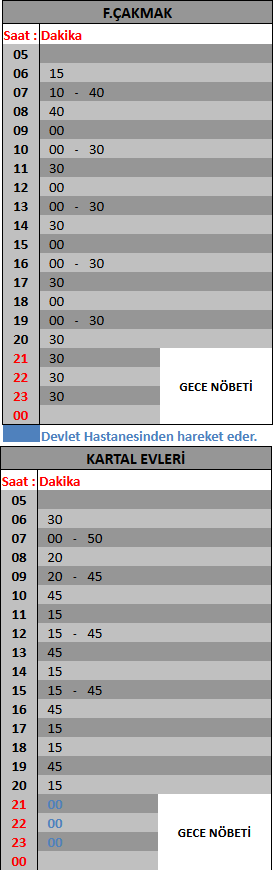 F.ÇAKMAK
Saat : Dakika
05
06 15
07 10 - 40
08 40
09 00
10 00 - 30
11 30
12 00
13 00 - 30
14 30
15 00
16 00 - 30
17 30
18 00
19 00 - 30
20 30
21 30
22 30 GECE NÖBETİ
23 30
00
Devlet Hastanesinden hareket eder.
KARTAL EVLERİ
Saat : Dakika
05
06 30
07 00 - 50
08 20
09 20 - 45
10 45
11 15
12 15 - 45
13 45
14 15
15 15 - 45
16 45
17 15
18 15
19 45
20 15
21 00
22 00 GECE NÖBETİ
23 00
00